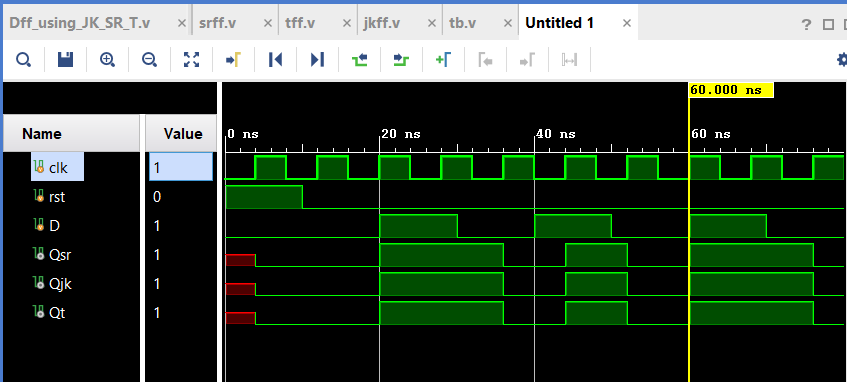 Dff_using_JK_SR_T.v × srff.v × tff.v × jkff.v × tb.v × Untitled 1 × ?
60.000 ns
Name Value 0 ns 20 ns 40 ns 60 ns
clk 1
rst 0
D 1
Qsr 1
Qjk 1
Qt 1